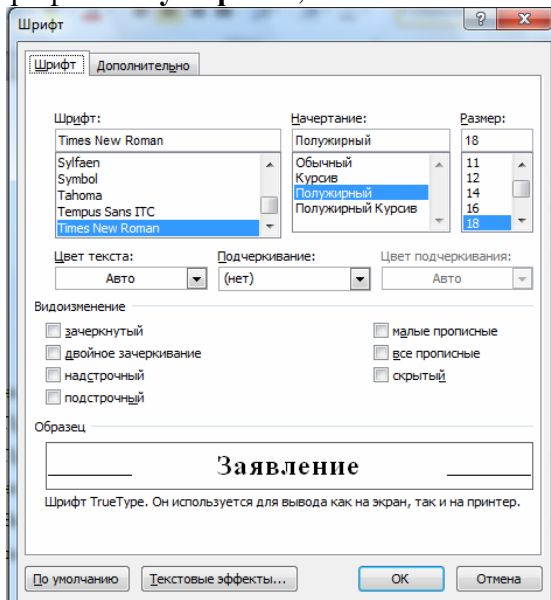 Шрифт
Шрифт Дополнительно
Шрифт: Начертание: Размер:
Times New Roman Полужирный 18
Sylfaen Обычный 11
Symbol Курсив 12
Tahoma Полужирный 14
Tempus Sans ITC Полужирный Курсив 16
Times New Roman 18
Цвет текста: Подчеркивание: Цвет подчеркивания:
Авто (нет) Авто
Видоизменение
зачеркнутый малые прописные
двойное зачеркивание все прописные
надстрочный скрытый
подстрочный
Образец
Заявление
Шрифт TrueType. Он используется для вывода как на экран, так и на принтер.
По умолчанию Текстовые эффекты... ОК Отмена